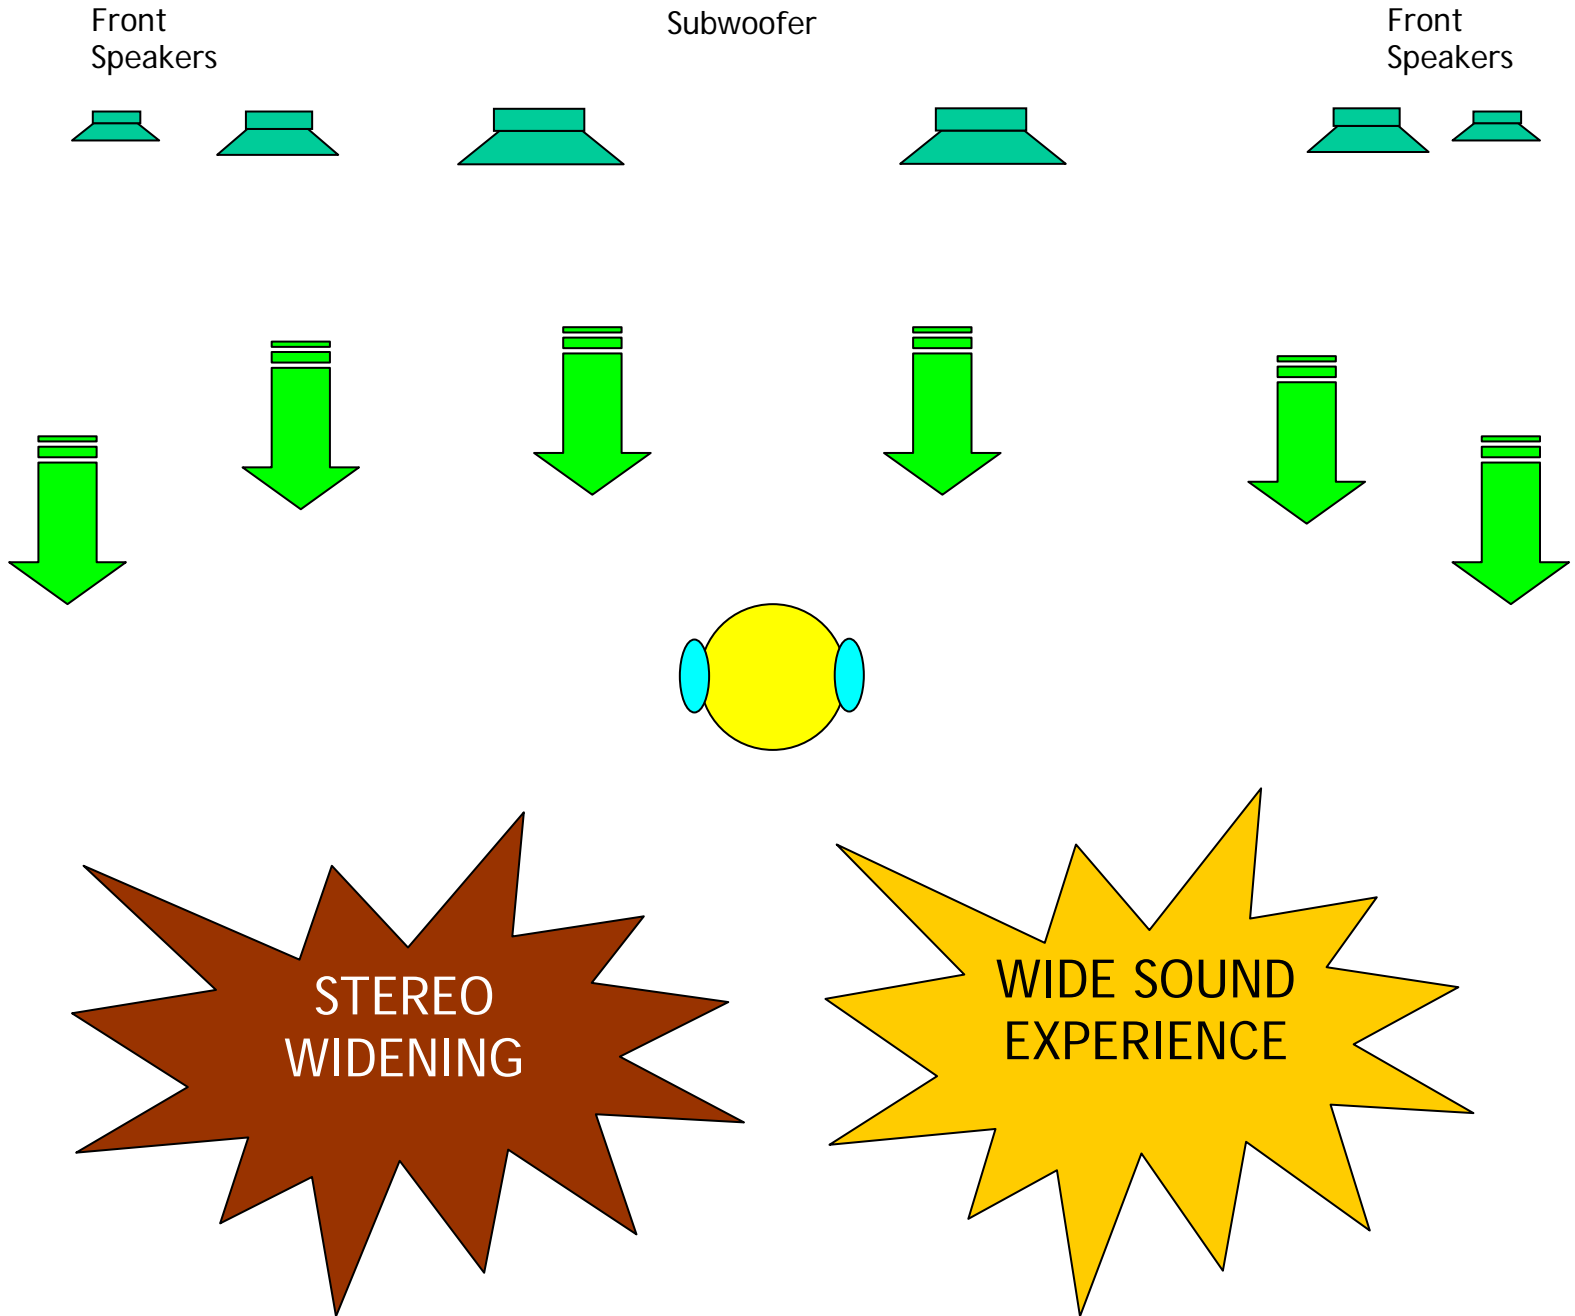 Front
Speakers
Subwoofer
Front
Speakers
STEREO
WIDENING
WIDE SOUND
EXPERIENCE